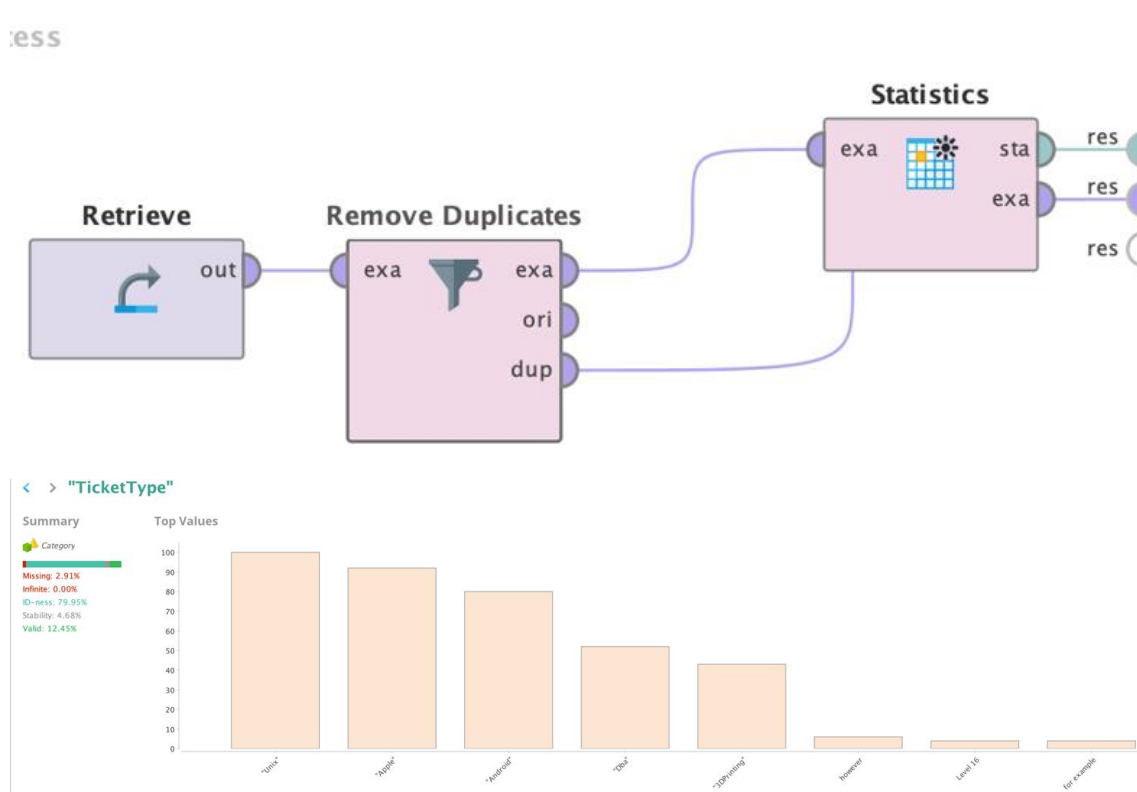 ess
Statistics
exa
sta
exa
res
res
res
Retrieve
out
Remove Duplicates
exa
exa
ori
dup
< > "TicketType"
Summary
Category
Missing: 2.91%
Infinite: 0.00%
ID-ness: 79.95%
Stability: 4.68%
Valid: 12.45%
Top Values
100
90
80
70
60
50
40
30
20
10
0
"Unix"
"Apple"
"Android"
"Dba"
"3DPrinting"
however
Level 16
for example